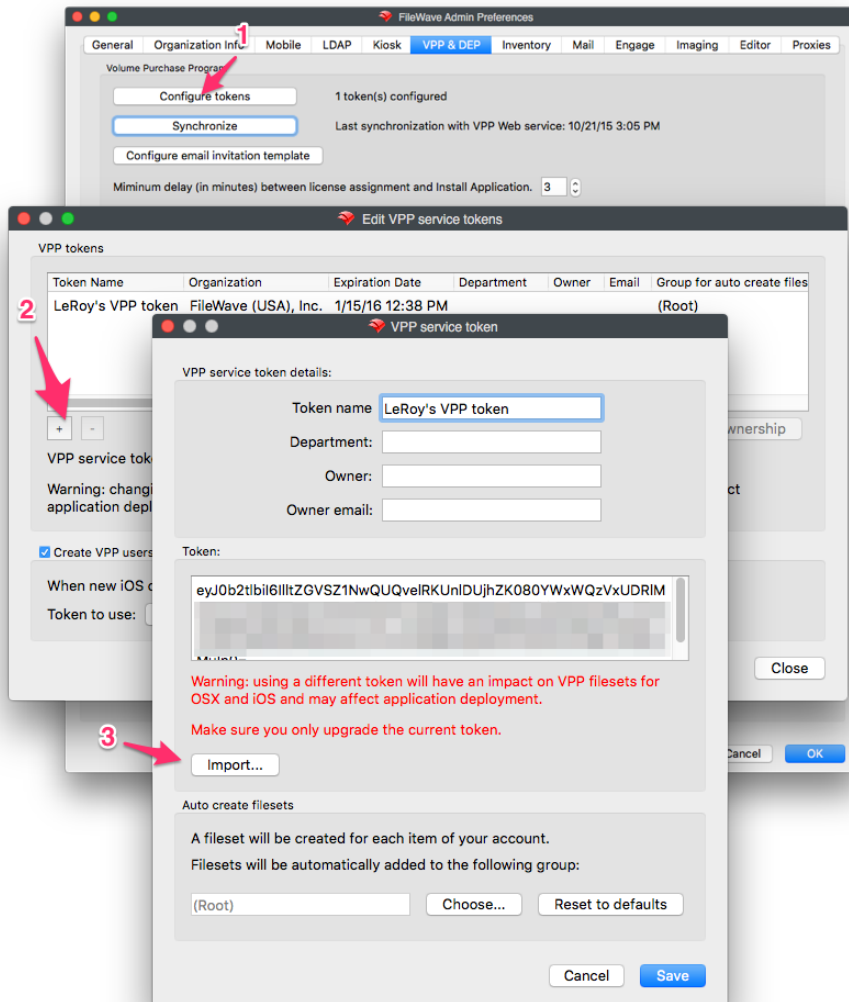 FileWave Admin Preferences
General Organization Info Mobile LDAP Kiosk VPP & DEP Inventory Mail Engage Imaging Editor Proxies
1
Volume Purchase Program
Configure tokens 1 token(s) configured
Synchronize Last synchronization with VPP Web service: 10/21/15 3:05 PM
Configure email invitation template
Miminum delay (in minutes) between license assignment and Install Application. 3
Edit VPP service tokens
VPP tokens
Token Name Organization Expiration Date Department Owner Email Group for auto create files
LeRoy's VPP token FileWave (USA), Inc. 1/15/16 12:38 PM (Root)
2
+ -
VPP service tok
Warning: changi
application depl
wnership
ct
Create VPP users
When new iOS
Token to use:
Close
Cancel OK
VPP service token
VPP service token details:
Token name LeRoy's VPP token
Department:
Owner:
Owner email:
Token:
Warning: using a different token will have an impact on VPP filesets for
OSX and iOS and may affect application deployment.
Make sure you only upgrade the current token.
3
Import...
Auto create filesets
A fileset will be created for each item of your account.
Filesets will be automatically added to the following group:
(Root) Choose... Reset to defaults
Cancel Save